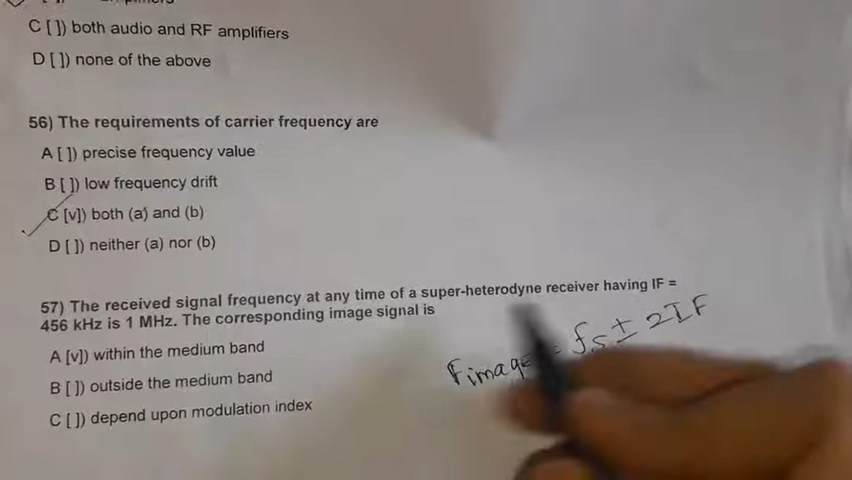 C [ ]) both audio and RF amplifiers
D [ ]) none of the above
56) The requirements of carrier frequency are
A [ ]) precise frequency value
B [ ]) low frequency drift
C [v]) both (a) and (b)
D [ ]) neither (a) nor (b)
57) The received signal frequency at any time of a super-heterodyne receiver having IF =
456 kHz is 1 MHz. The corresponding image signal is
A [v]) within the medium band
B [ ]) outside the medium band
C [ ]) depend upon modulation index
Fimage = fs ± 2IF